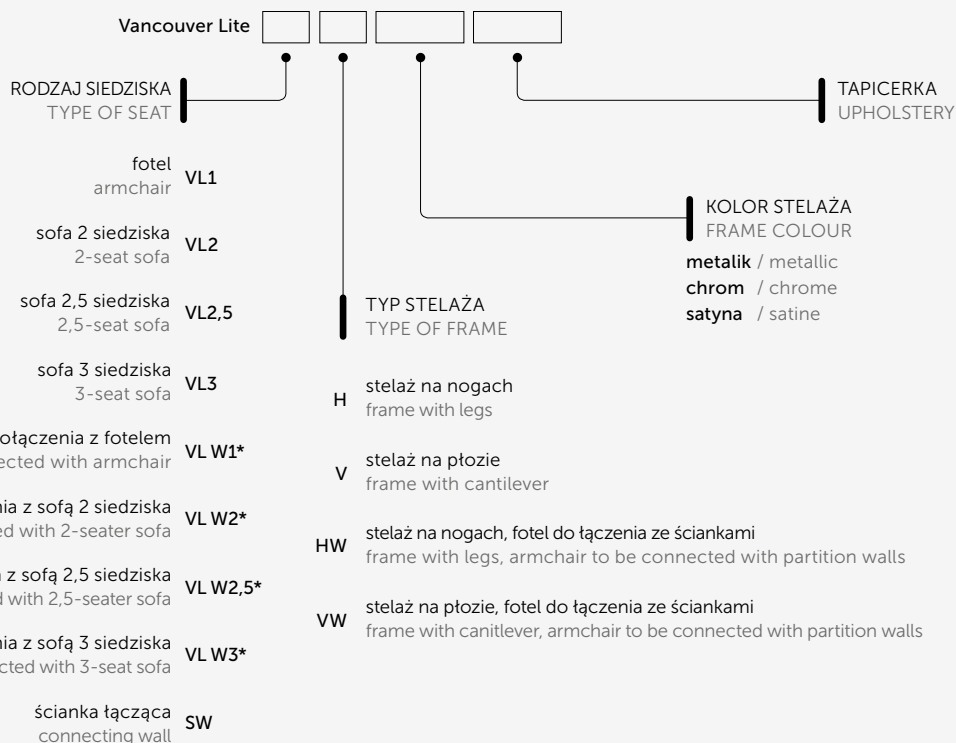 Vancouver Lite
RODZAJ SIEDZISKA
TYPE OF SEAT
fotel
armchair
VL1
sofa 2 siedziska
2-seat sofa
VL2
sofa 2,5 siedziska
2,5-seat sofa
VL2,5
sofa 3 siedziska
3-seat sofa
VL3
z fotelem
with armchair
VL W1*
z sofą 2 siedziska
with 2-seater sofa
VL W2*
z sofą 2,5 siedziska
with 2,5-seater sofa
VL W2,5*
z sofą 3 siedziska
with 3-seat sofa
VL W3*
ścianka łącząca
connecting wall
SW
TYP STELAŻA
TYPE OF FRAME
H
stelaż na nogach
frame with legs
V
stelaż na płozie
frame with cantilever
HW
stelaż na nogach, fotel do łączenia ze ściankami
frame with legs, armchair to be connected with partition walls
VW
stelaż na płozie, fotel do łączenia ze ściankami
frame with canitlever, armchair to be connected with partition walls
KOLOR STELAŻA
FRAME COLOUR
metalik / metallic
chrom / chrome
satyna / satine
TAPICERKA
UPHOLSTERY